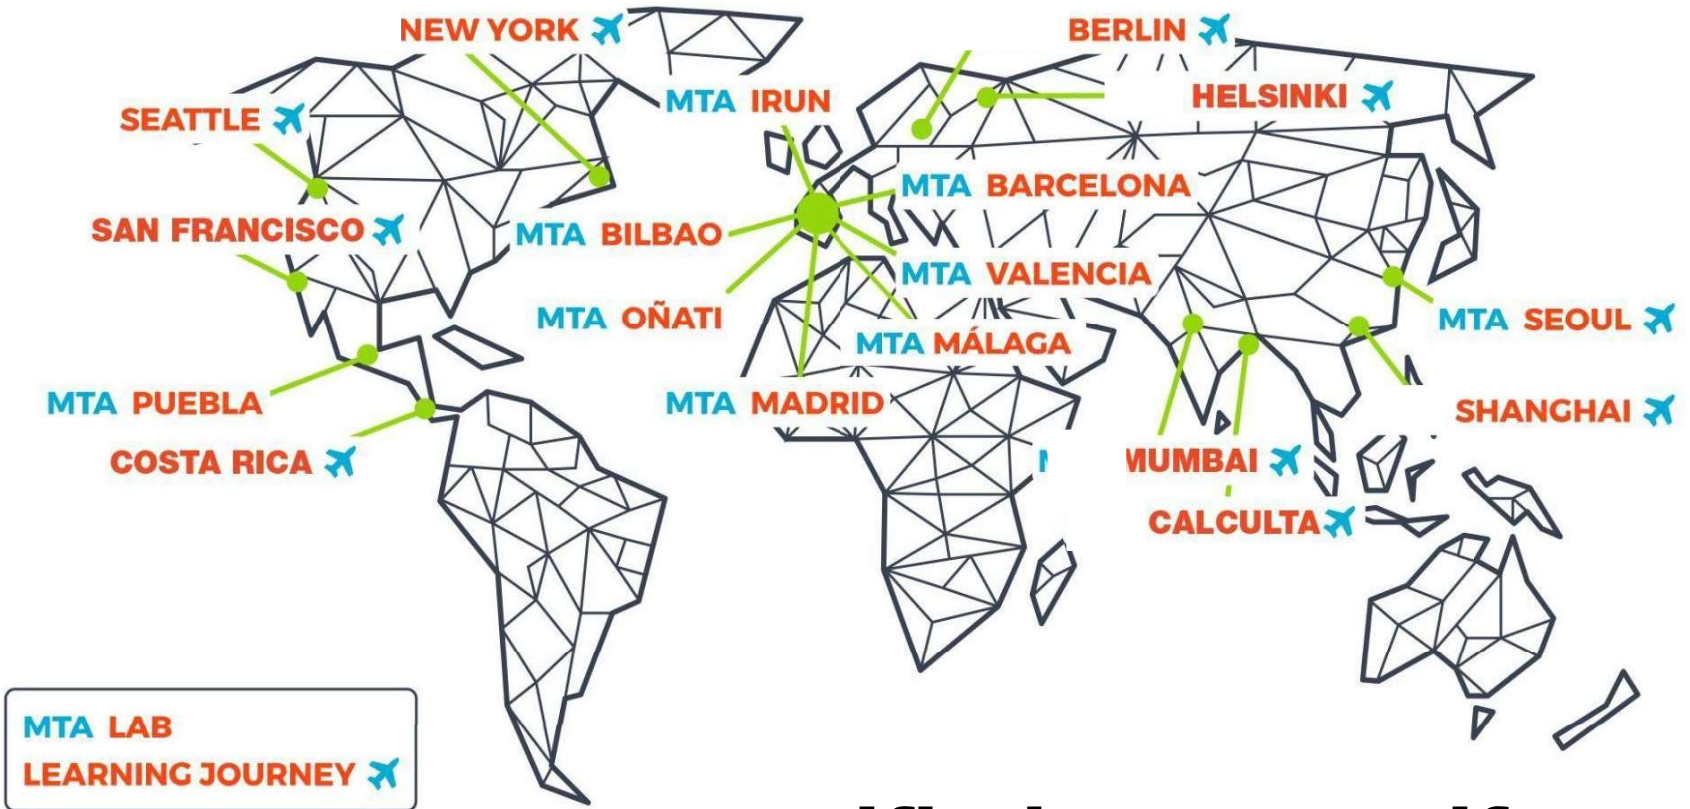 NEW YORK
BERLIN
MTA IRUN
HELSINKI
SEATTLE
MTA BARCELONA
SAN FRANCISCO
MTA BILBAO
MTA VALENCIA
MTA OÑATI
MTA SEOUL
MTA MÁLAGA
MTA PUEBLA
MTA MADRID
SHANGHAI
COSTA RICA
MUMBAI
CALCULTA
MTA LAB
LEARNING JOURNEY